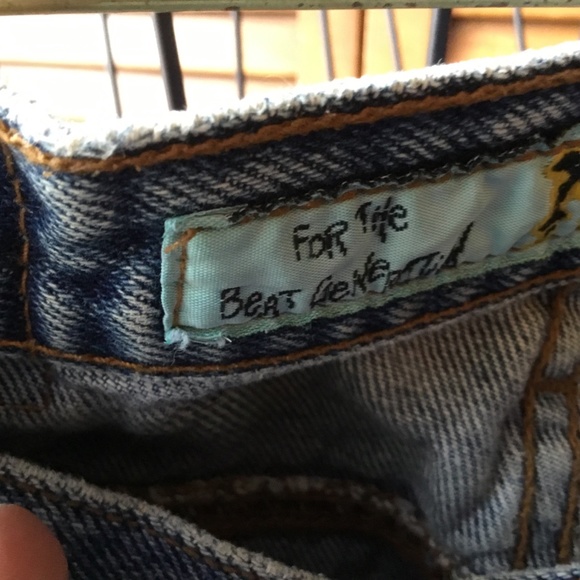 FOR THE
BEAT GENERATION